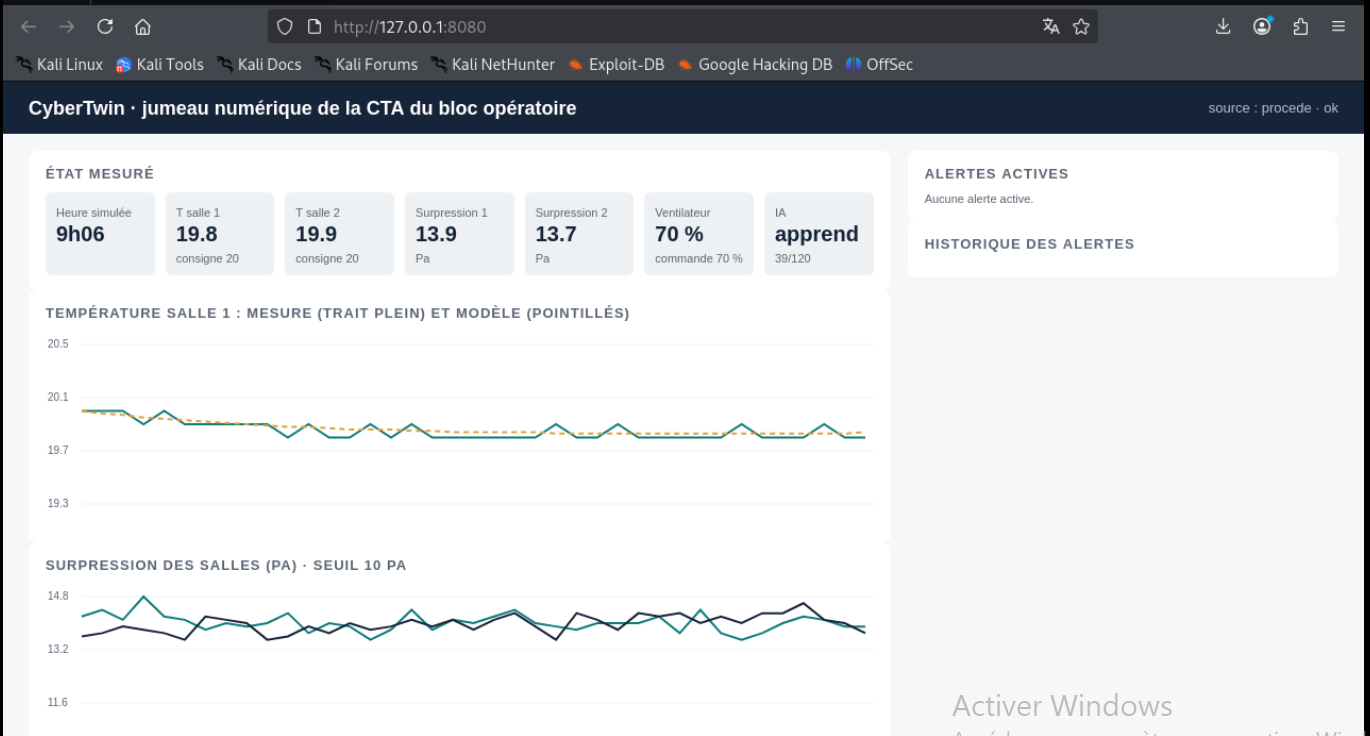 http://127.0.0.1:8080
Kali Linux Kali Tools Kali Docs Kali Forums Kali NetHunter Exploit-DB Google Hacking DB OffSec
CyberTwin · jumeau numérique de la CTA du bloc opératoire
source : procede · ok
ÉTAT MESURÉ
Heure simulée
9h06
T salle 1
19.8
consigne 20
T salle 2
19.9
consigne 20
Surpression 1
13.9
Pa
Surpression 2
13.7
Pa
Ventilateur
70 %
commande 70 %
IA
apprend
39/120
ALERTES ACTIVES
Aucune alerte active.
HISTORIQUE DES ALERTES
TEMPÉRATURE SALLE 1 : MESURE (TRAIT PLEIN) ET MODÈLE (POINTILLÉS)
20.5
20.1
19.7
19.3
SURPRESSION DES SALLES (PA) · SEUIL 10 PA
14.8
13.2
11.6
Activer Windows